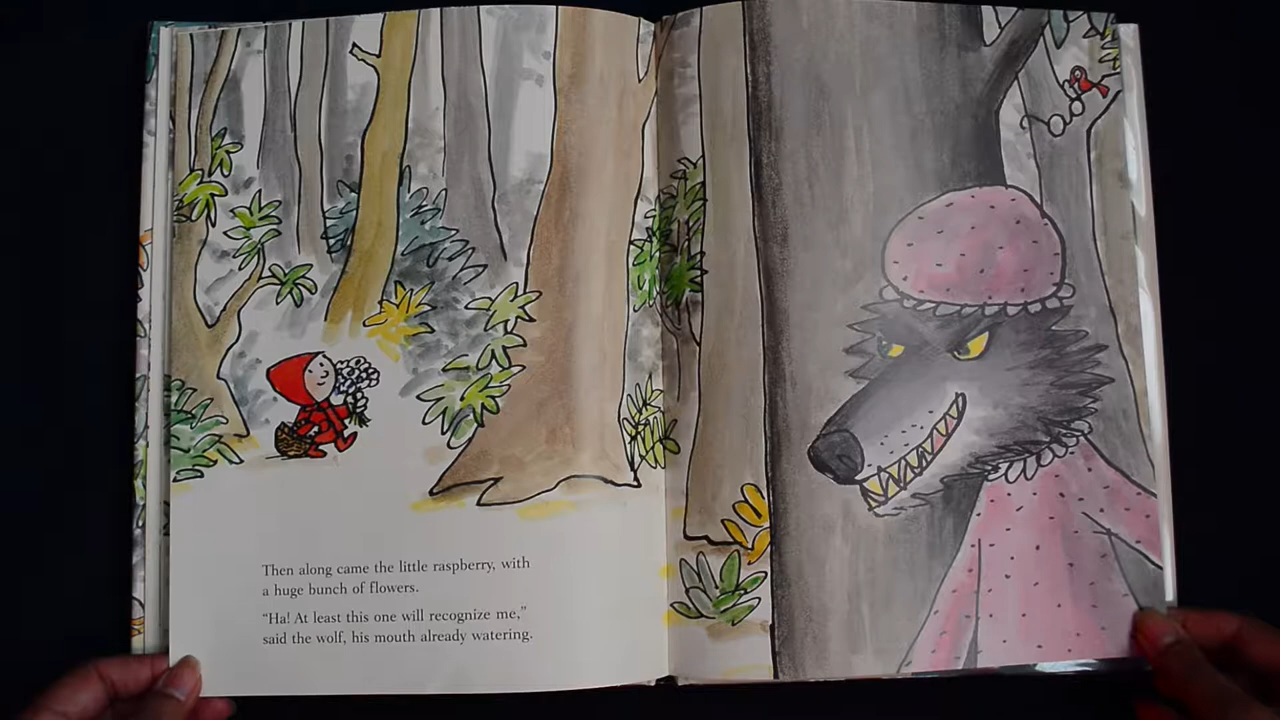 Then along came the little raspberry, with
a huge bunch of flowers.
“Ha! At least this one will recognize me,”
said the wolf, his mouth already watering.